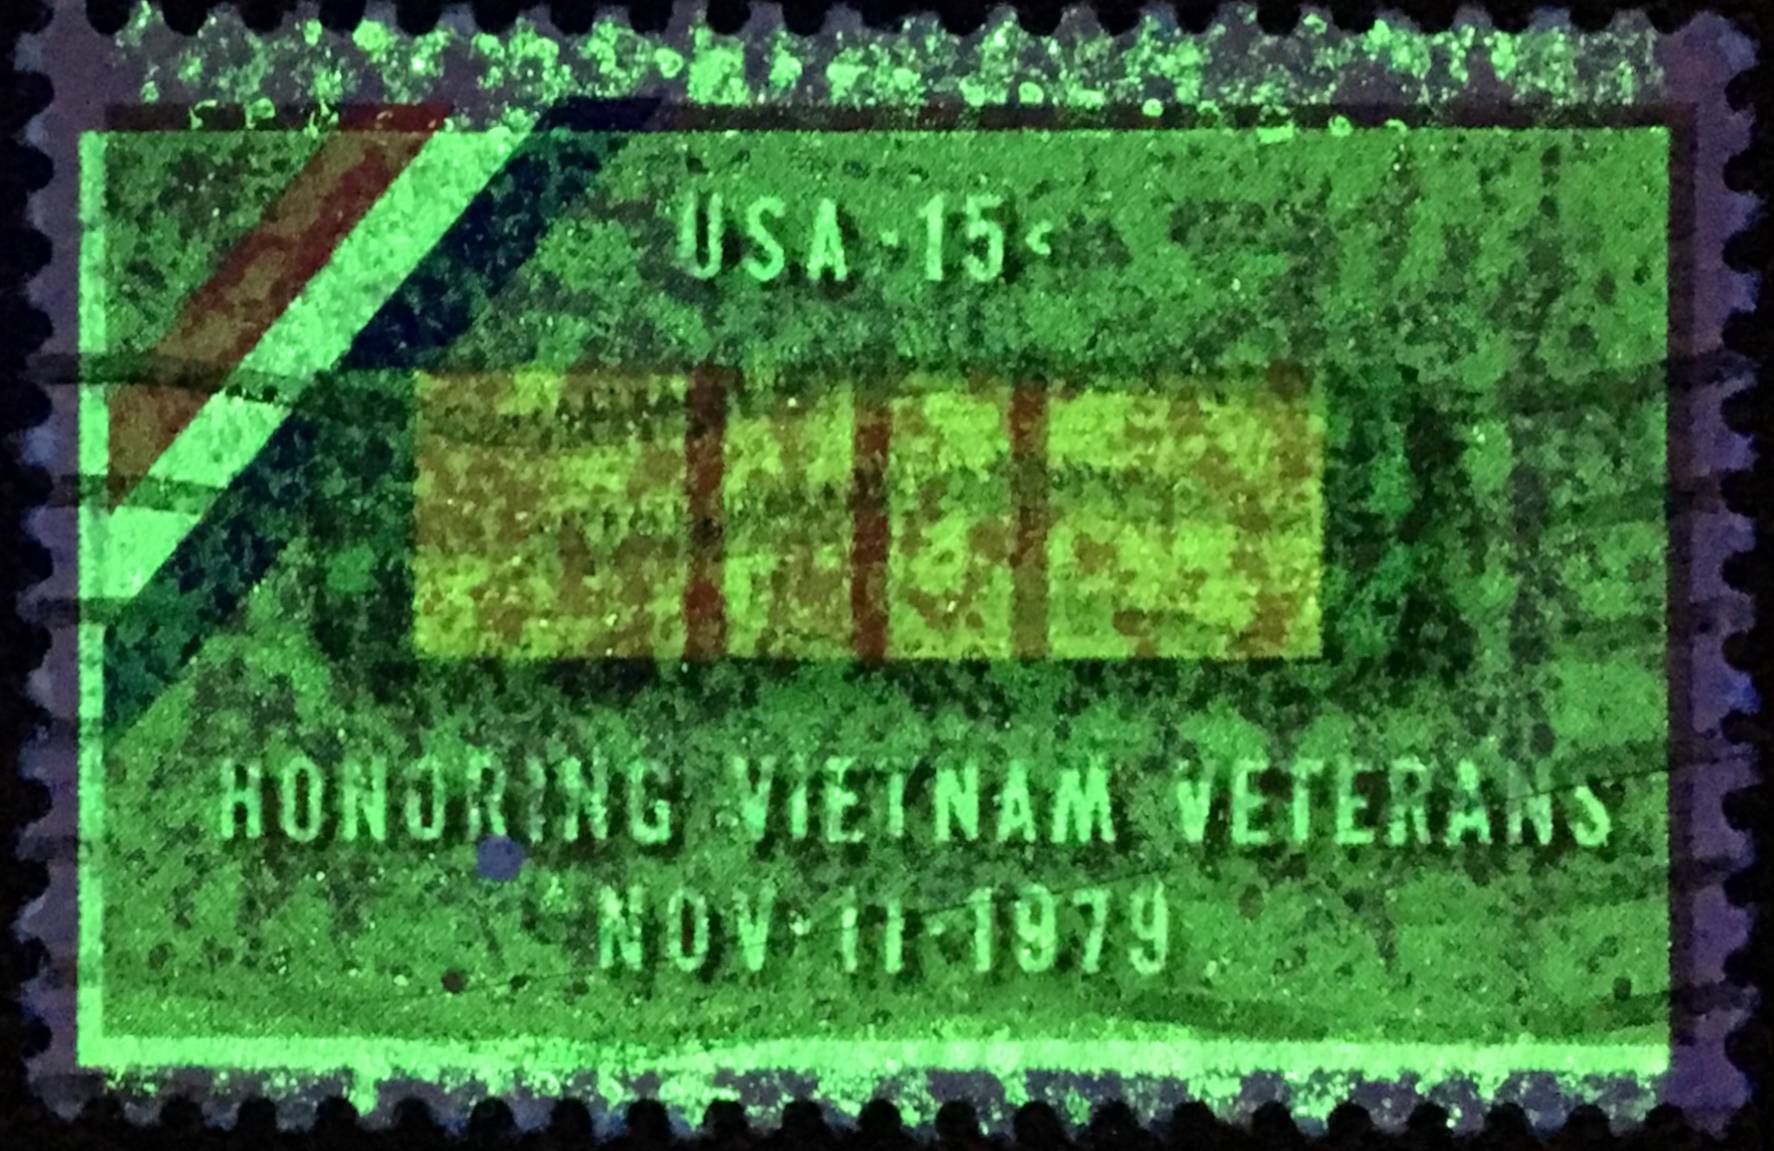 USA·15c
HONORING VIETNAM VETERANS
NOV·11·1979